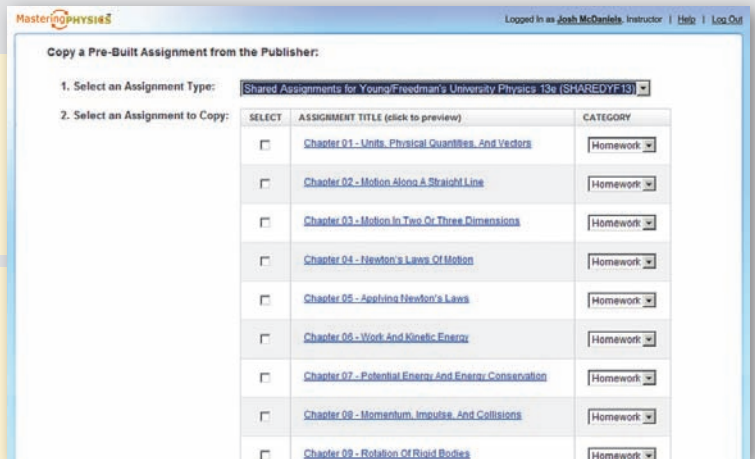 MasteringPHYSICS
Logged in as Josh McDaniels, Instructor | Help | Log Out
Copy a Pre-Built Assignment from the Publisher:
1. Select an Assignment Type: Shared Assignments for Young/Freedman's University Physics 13e (SHAREDYF13)
2. Select an Assignment to Copy: SELECT ASSIGNMENT TITLE (click to preview) CATEGORY
Chapter 01 - Units, Physical Quantities, And Vectors Homework
Chapter 02 - Motion Along A Straight Line Homework
Chapter 03 - Motion In Two Or Three Dimensions Homework
Chapter 04 - Newton's Laws Of Motion Homework
Chapter 05 - Applying Newton's Laws Homework
Chapter 06 - Work And Kinetic Energy Homework
Chapter 07 - Potential Energy And Energy Conservation Homework
Chapter 08 - Momentum, Impulse, And Collisions Homework
Chapter 09 - Rotation Of Rigid Bodies Homework